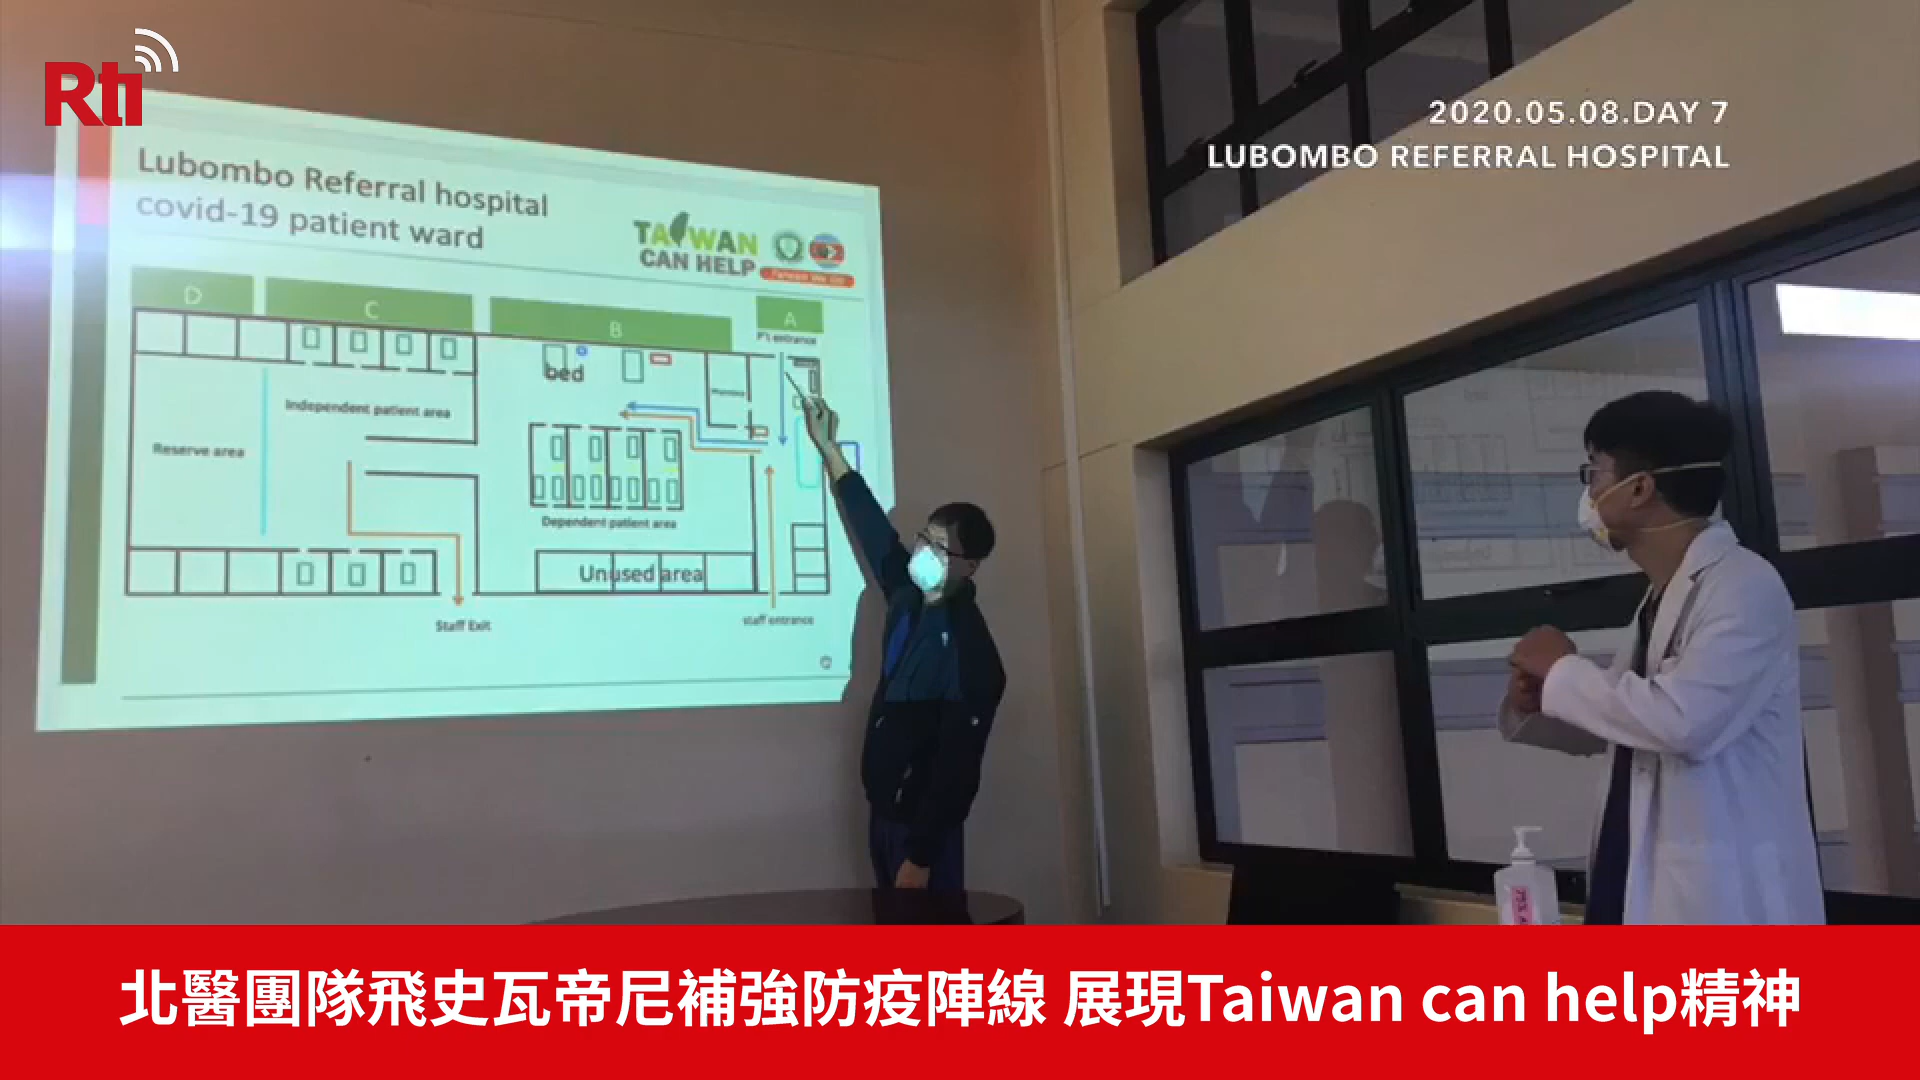 Rti
2020.05.08.DAY 7
LUBOMBO REFERRAL HOSPITAL
Lubombo Referral hospital
covid-19 patient ward
TAIWAN
CAN HELP
D
C
B
A
P't entrance
bed
Independent patient area
Reserve area
Dependent patient area
Unused area
Staff Exit
staff entrance
北醫團隊飛史瓦帝尼補強防疫陣線 展現Taiwan can help精神